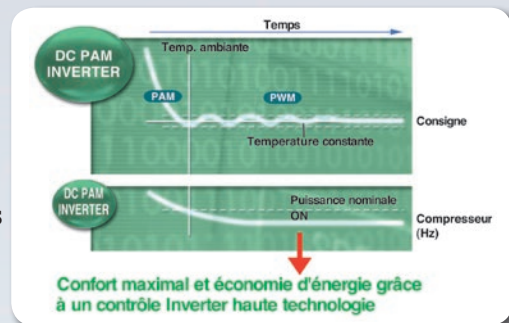 Temps
DC PAM
INVERTER
Temp. ambiante
PAM
PWM
Consigne
Temperature constante
DC PAM
INVERTER
Puissance nominale
ON
Compresseur
(Hz)
Confort maximal et économie d'énergie grâce
à un contrôle Inverter haute technologie